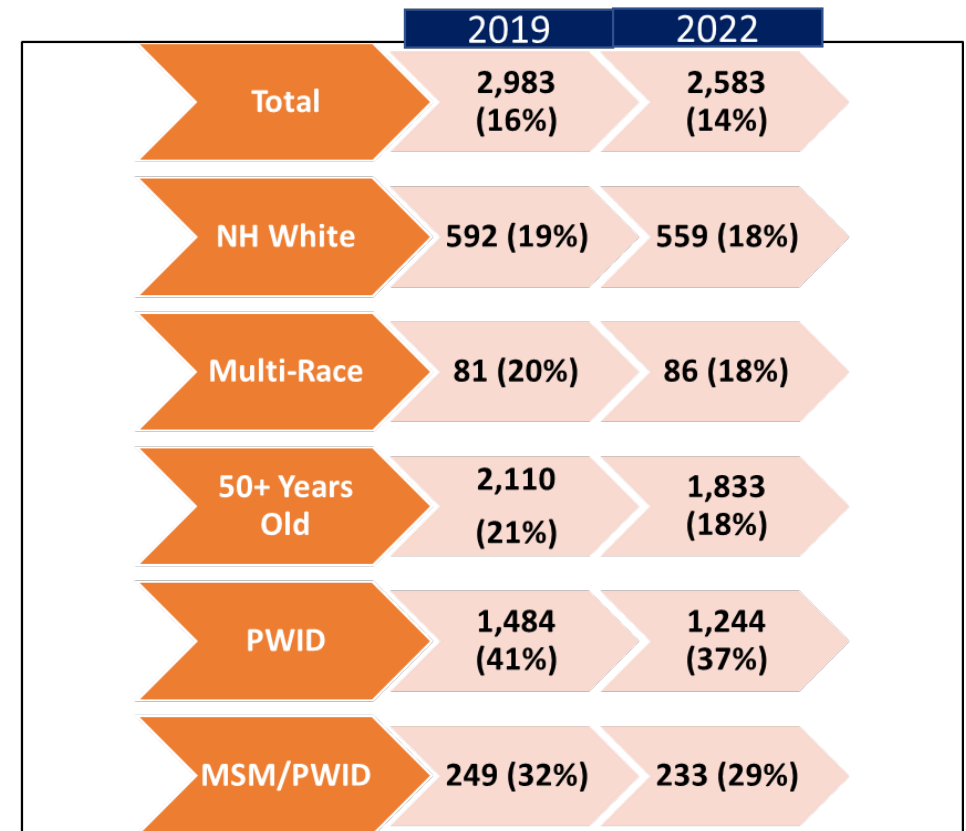 2019 2022
Total
2,983
(16%)
2,583
(14%)
NH White
592 (19%)
559 (18%)
Multi-Race
81 (20%)
86 (18%)
50+ Years
Old
2,110
(21%)
1,833
(18%)
PWID
1,484
(41%)
1,244
(37%)
MSM/PWID
249 (32%)
233 (29%)